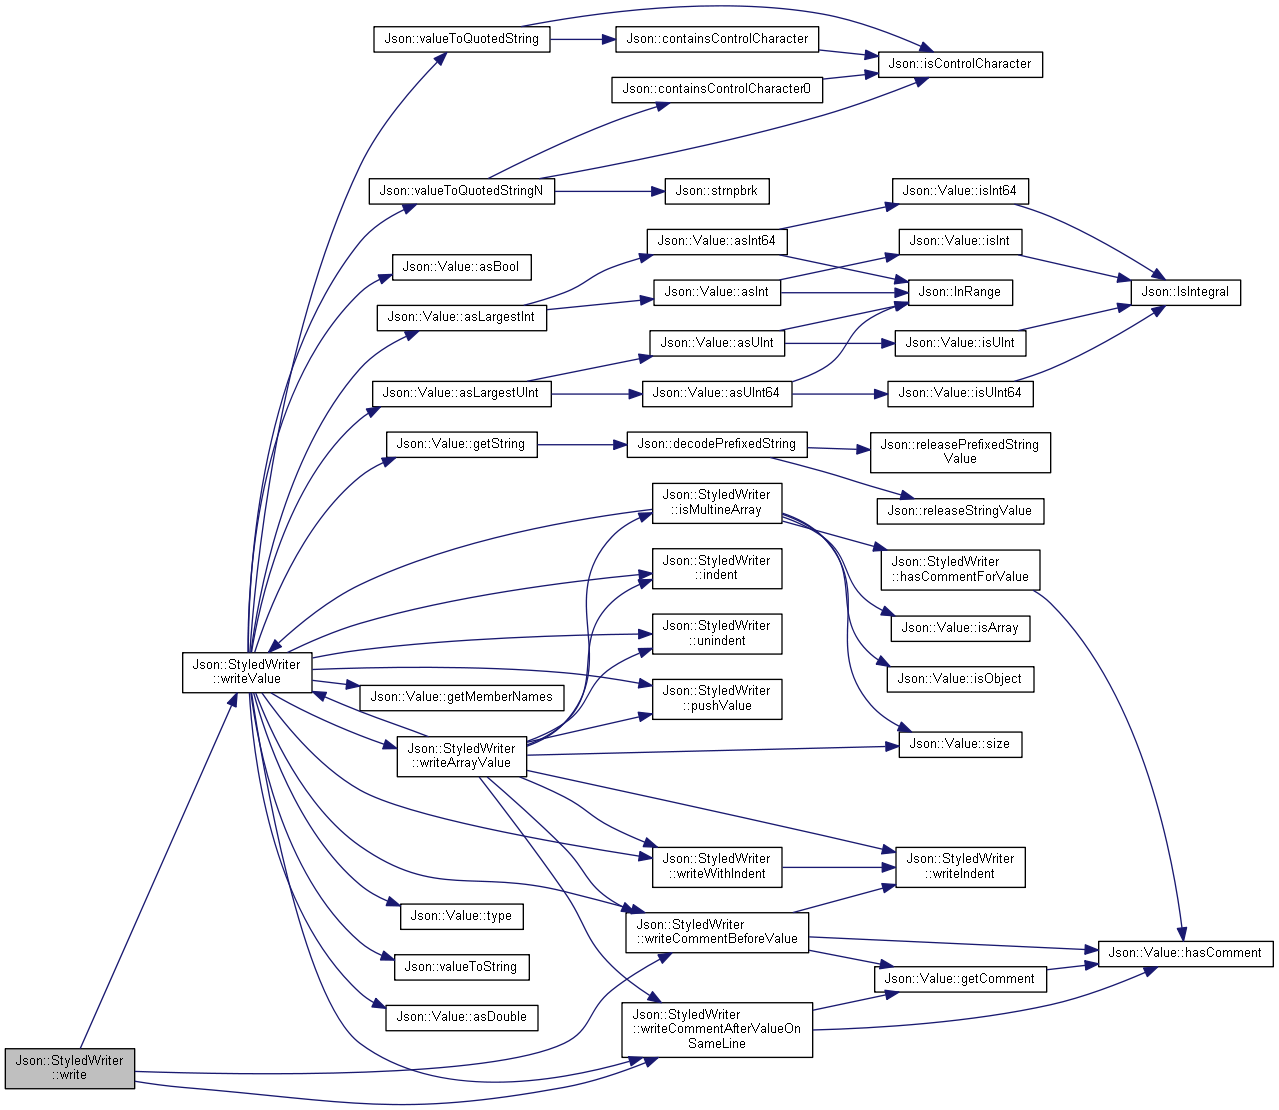 Json::valueToQuotedString
Json::containsControlCharacter
Json::isControlCharacter
Json::containsControlCharacter0
Json::valueToQuotedStringN
Json::strnpbrk
Json::Value::isInt64
Json::Value::asInt64
Json::Value::isInt
Json::Value::asBool
Json::Value::asInt
Json::InRange
Json::IsIntegral
Json::Value::asLargestInt
Json::Value::asUInt
Json::Value::isUInt
Json::Value::asLargestUInt
Json::Value::asUInt64
Json::Value::isUInt64
Json::Value::getString
Json::decodePrefixedString
Json::releasePrefixedString
Value
Json::releaseStringValue
Json::StyledWriter
::isMultineArray
Json::StyledWriter
::hasCommentForValue
Json::StyledWriter
::indent
Json::Value::isArray
Json::StyledWriter
::unindent
Json::StyledWriter
::writeValue
Json::Value::isObject
Json::Value::getMemberNames
Json::StyledWriter
::pushValue
Json::StyledWriter
::writeArrayValue
Json::Value::size
Json::StyledWriter
::writeWithIndent
Json::StyledWriter
::writeIndent
Json::Value::type
Json::StyledWriter
::writeCommentBeforeValue
Json::Value::hasComment
Json::valueToString
Json::Value::getComment
Json::Value::asDouble
Json::StyledWriter
::writeCommentAfterValueOn
SameLine
Json::StyledWriter
::write